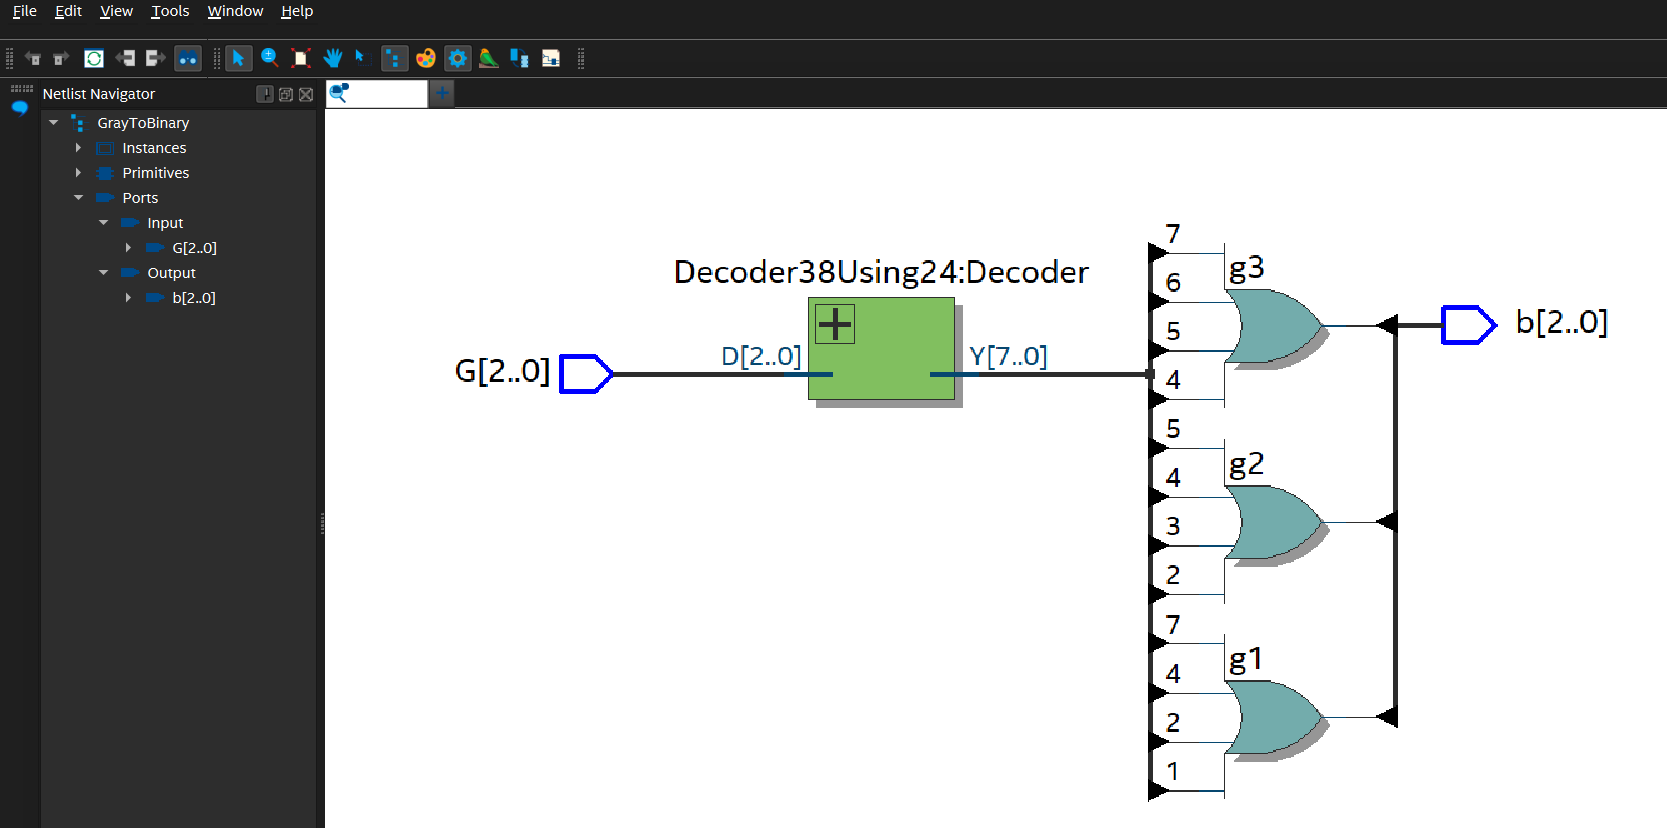 File Edit View Tools Window Help
Netlist Navigator
GrayToBinary
Instances
Primitives
Ports
Input
G[2..0]
Output
b[2..0]
Decoder38Using24:Decoder
G[2..0]
D[2..0]
Y[7..0]
7
6
5
4
g3
b[2..0]
5
4
3
2
g2
7
4
2
1
g1